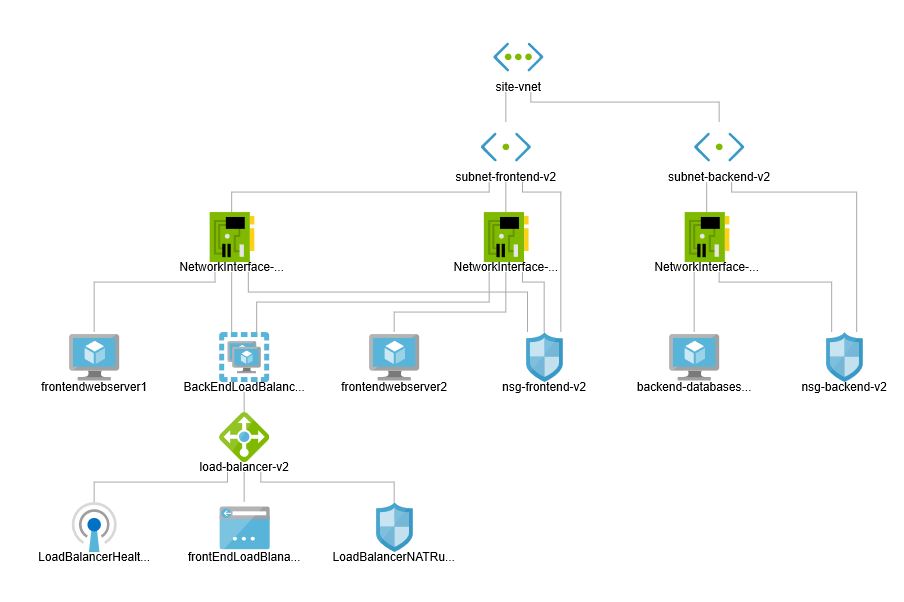 site-vnet
subnet-frontend-v2
subnet-backend-v2
NetworkInterface-...
NetworkInterface-...
NetworkInterface-...
frontendwebserver1
BackEndLoadBalanc...
frontendwebserver2
nsg-frontend-v2
backend-databases...
nsg-backend-v2
load-balancer-v2
LoadBalancerHealt...
frontEndLoadBlana...
LoadBalancerNATRu...